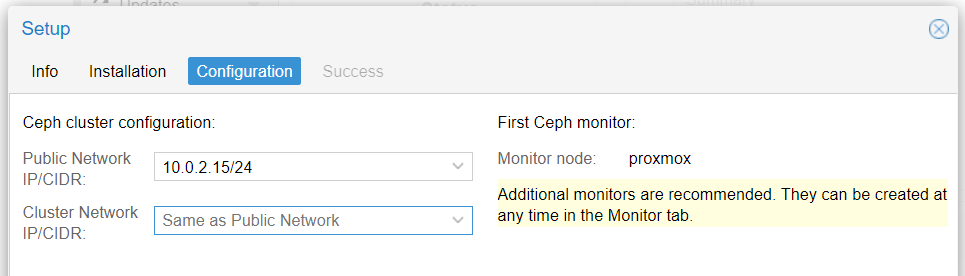 Updates
Setup
Info Installation Configuration Success
Ceph cluster configuration:
Public Network
IP/CIDR:
10.0.2.15/24
Cluster Network
IP/CIDR:
Same as Public Network
First Ceph monitor:
Monitor node: proxmox
Additional monitors are recommended. They can be created at
any time in the Monitor tab.